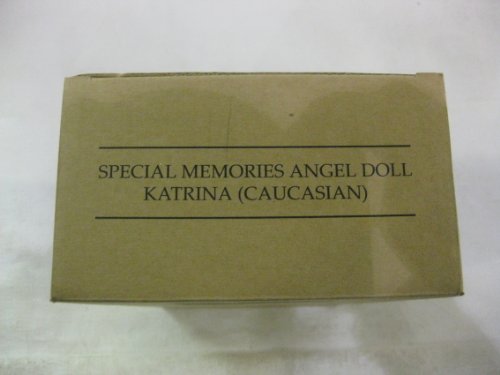 SPECIAL MEMORIES ANGEL DOLL
KATRINA (CAUCASIAN)